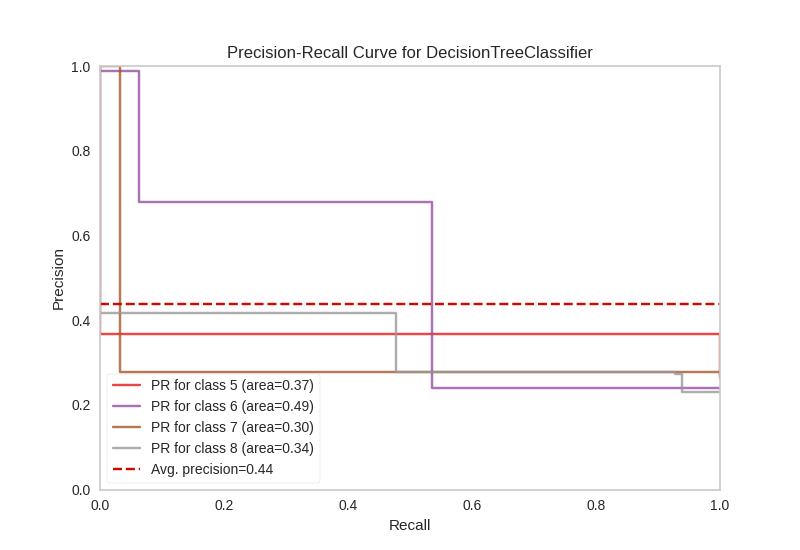 Precision-Recall Curve for DecisionTreeClassifier
1.0
0.8
0.6
0.4
0.2
0.0
Precision
PR for class 5 (area=0.37)
PR for class 6 (area=0.49)
PR for class 7 (area=0.30)
PR for class 8 (area=0.34)
Avg. precision=0.44
0.0 0.2 0.4 0.6 0.8 1.0
Recall